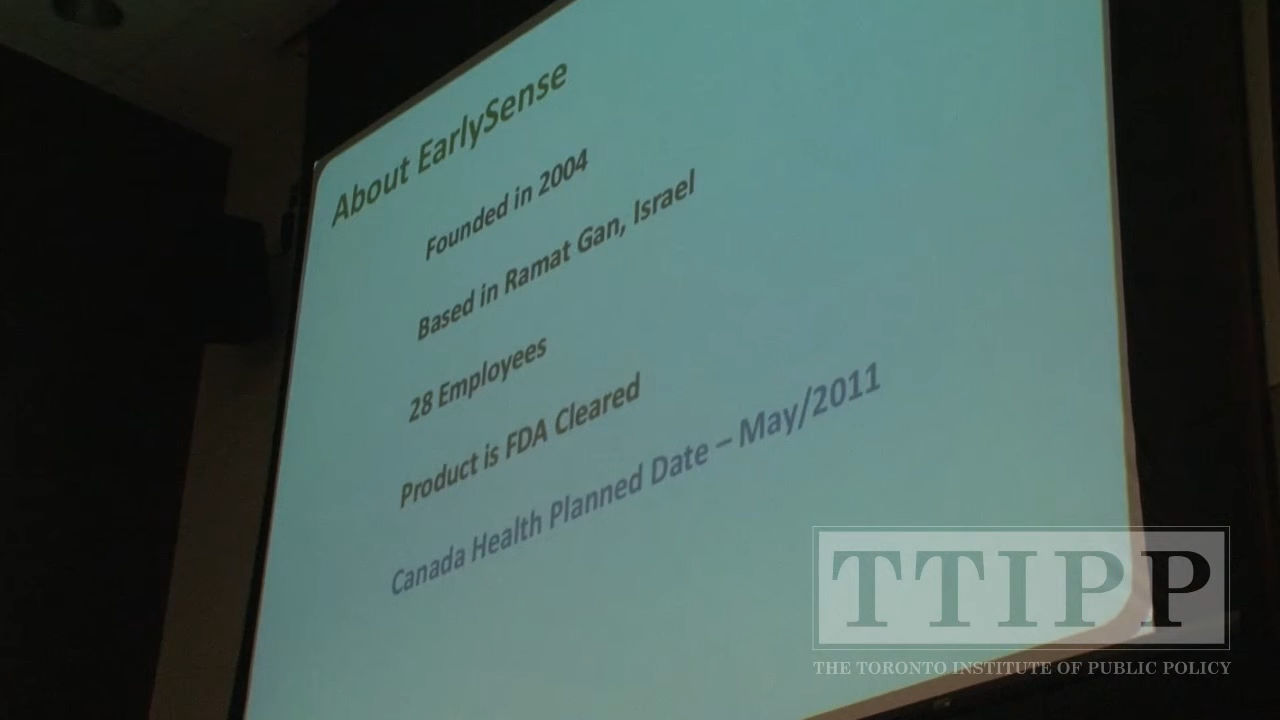 About EarlySense
Founded in 2004
Based in Ramat Gan, Israel
28 Employees
Product is FDA Cleared
Canada Health Planned Date – May/2011
TTIPP
THE TORONTO INSTITUTE OF PUBLIC POLICY